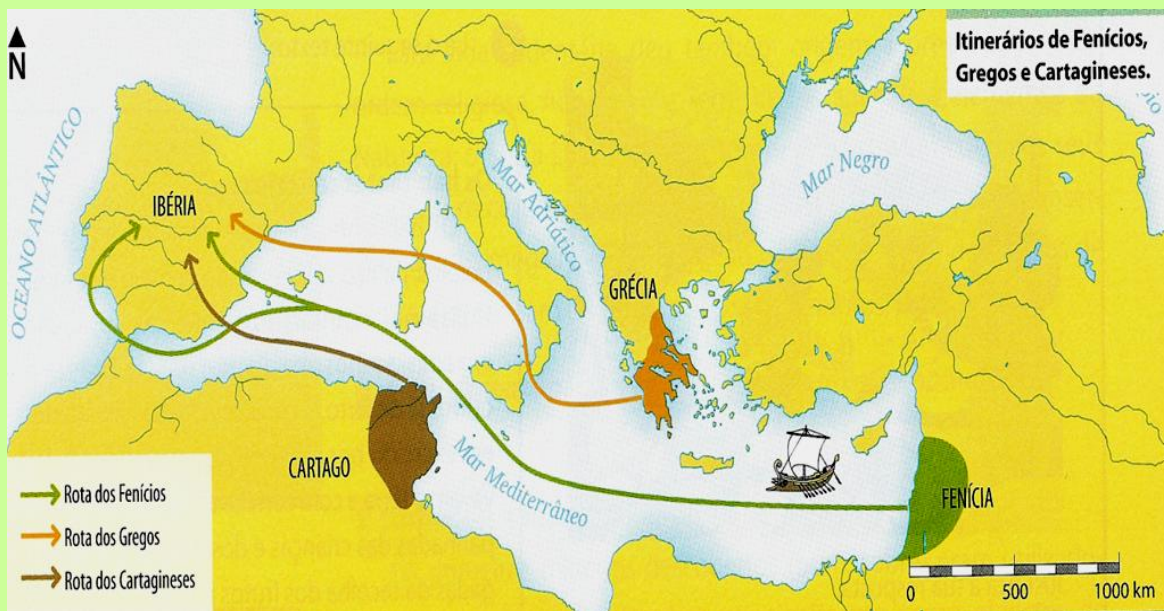 Itinerários de Fenícios,
Gregos e Cartagineses.
N
OCEANO ATLÂNTICO
IBÉRIA
Mar Adriático
Mar Negro
GRÉCIA
CARTAGO
Mar Mediterrâneo
FENÍCIA
Rota dos Fenícios
Rota dos Gregos
Rota dos Cartagineses
0 500 1000 km